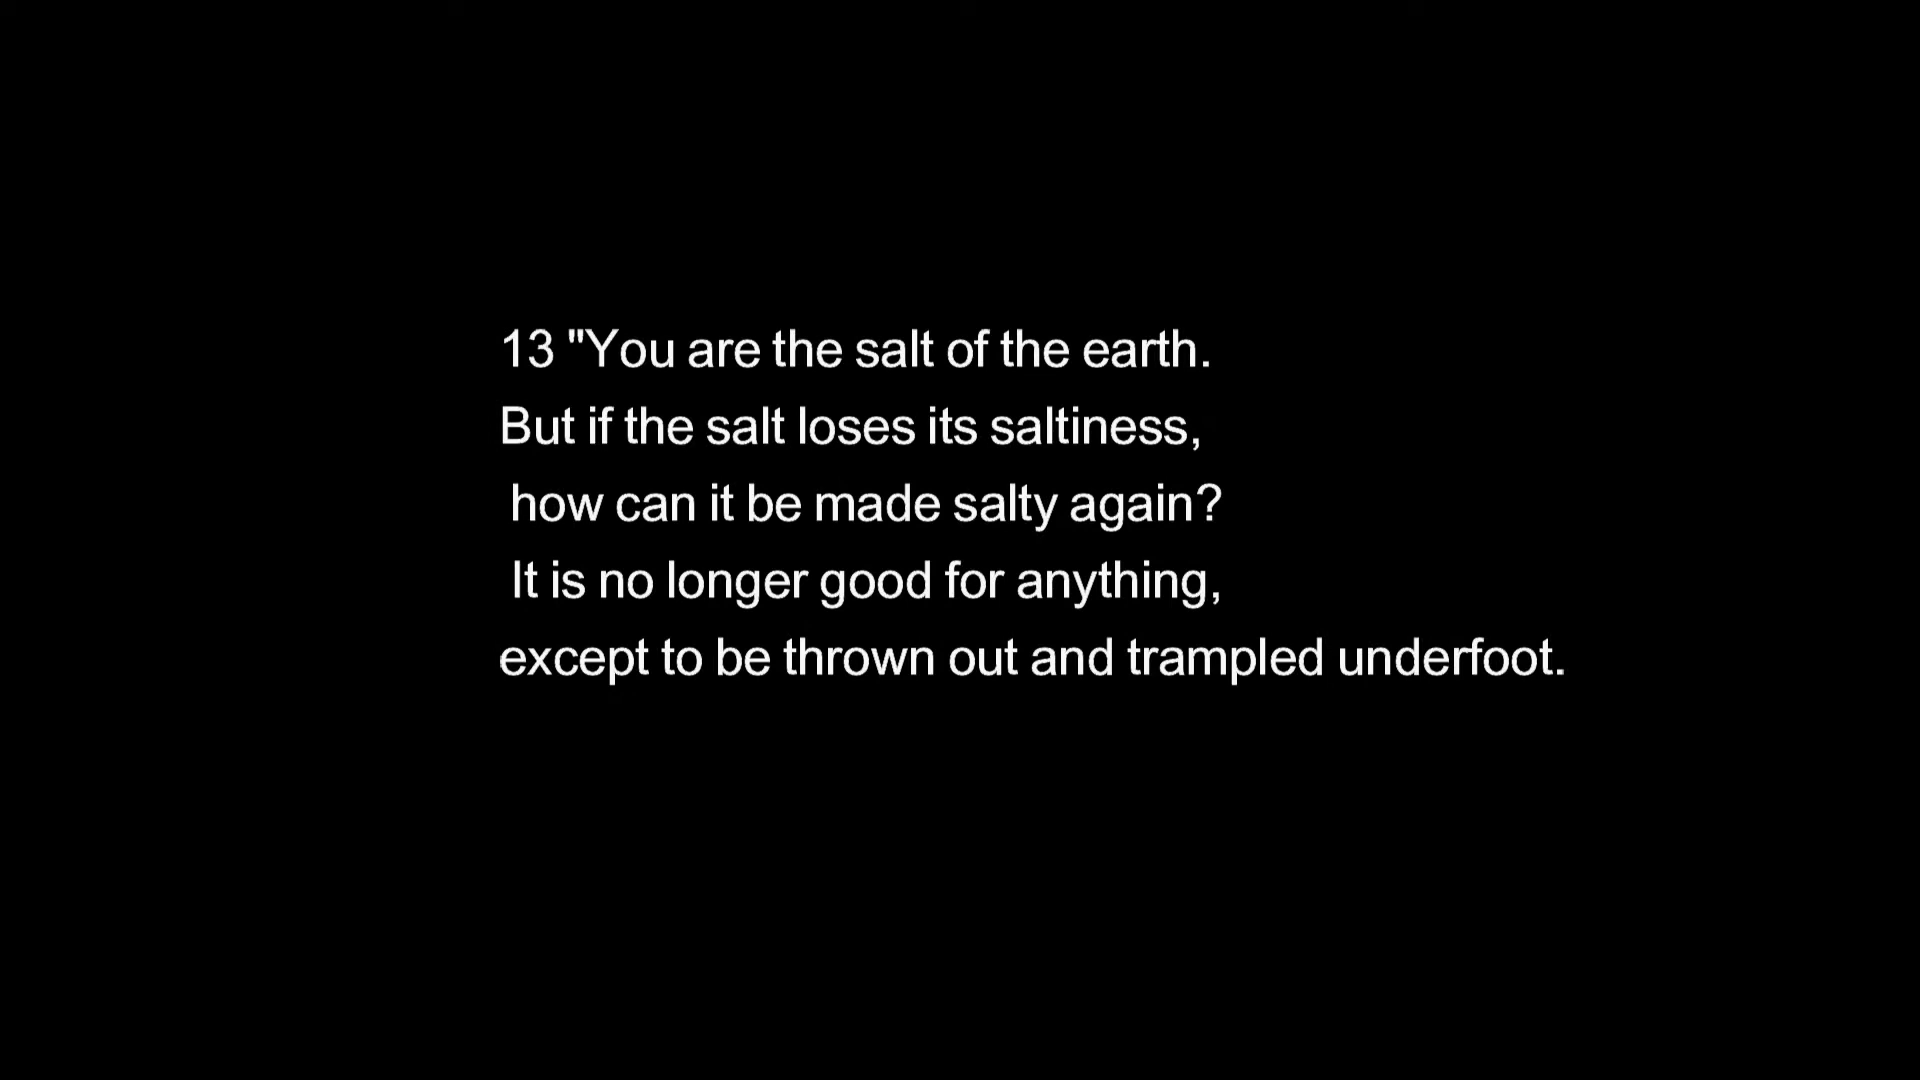 13 "You are the salt of the earth.
But if the salt loses its saltiness,
how can it be made salty again?
It is no longer good for anything,
except to be thrown out and trampled underfoot.